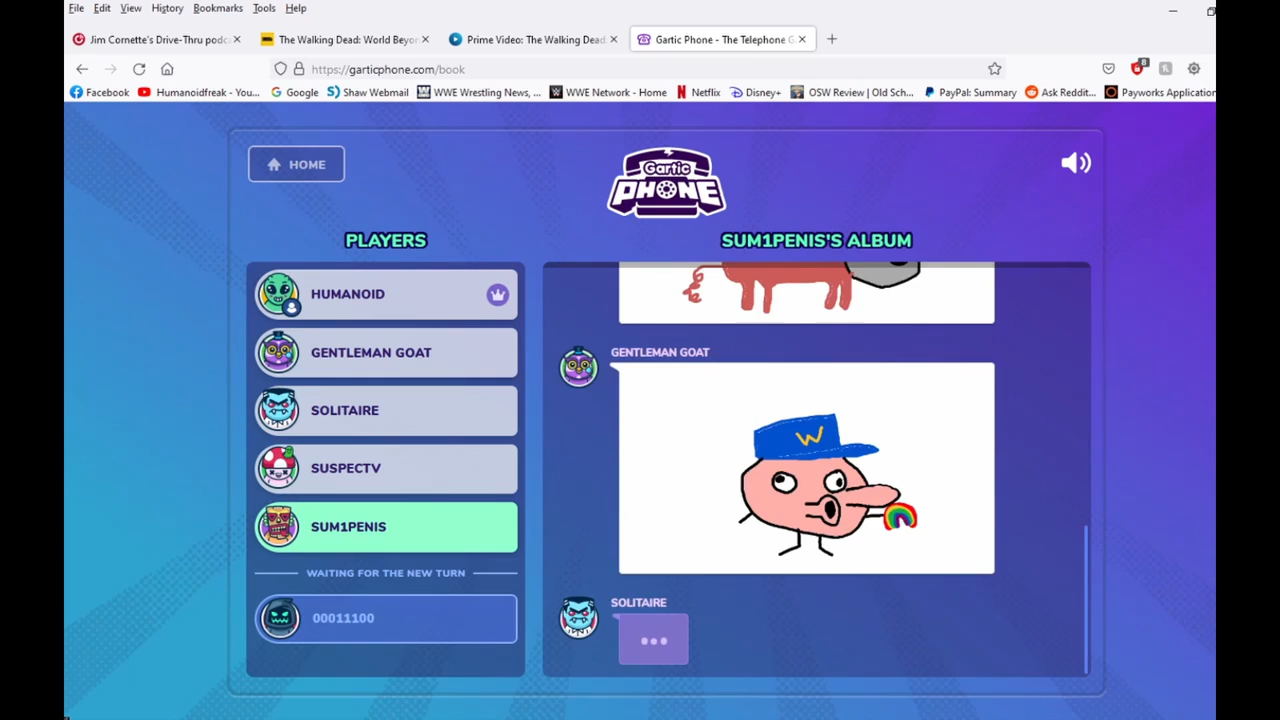 File Edit View History Bookmarks Tools Help
Jim Cornette's Drive-Thru podc
The Walking Dead: World Beyon
Prime Video: The Walking Dead
Gartic Phone - The Telephone G
https://garticphone.com/book
8
Facebook Humanoidfreak - You... Google Shaw Webmail WWE Wrestling News, ... WWE Network - Home Netflix Disney+ OSW Review | Old Sch... PayPal: Summary Ask Reddit... Payworks Application
HOME
Gartic
PHONE
PLAYERS
SUM1PENIS'S ALBUM
HUMANOID
GENTLEMAN GOAT
SOLITAIRE
SUSPECTV
SUM1PENIS
WAITING FOR THE NEW TURN
00011100
GENTLEMAN GOAT
W
SOLITAIRE
...